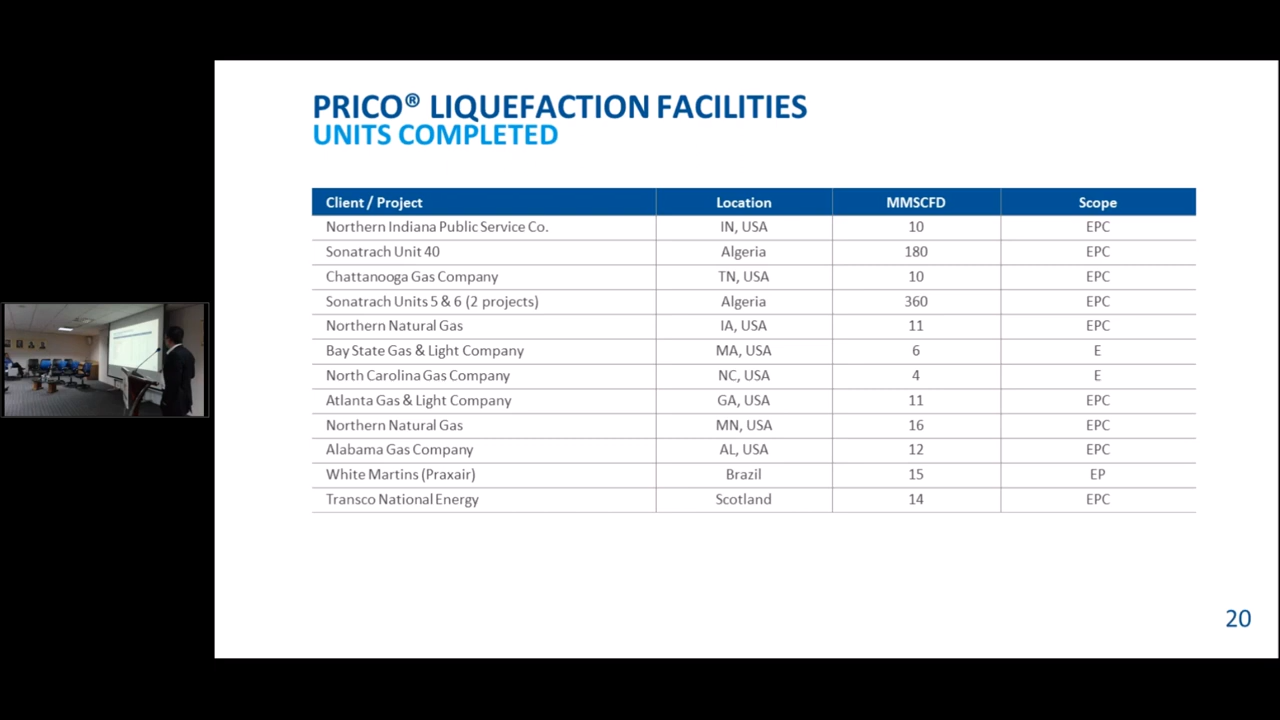 PRICO® LIQUEFACTION FACILITIES
UNITS COMPLETED
Client / Project Location MMSCFD Scope
Northern Indiana Public Service Co. IN, USA 10 EPC
Sonatrach Unit 40 Algeria 180 EPC
Chattanooga Gas Company TN, USA 10 EPC
Sonatrach Units 5 & 6 (2 projects) Algeria 360 EPC
Northern Natural Gas IA, USA 11 EPC
Bay State Gas & Light Company MA, USA 6 E
North Carolina Gas Company NC, USA 4 E
Atlanta Gas & Light Company GA, USA 11 EPC
Northern Natural Gas MN, USA 16 EPC
Alabama Gas Company AL, USA 12 EPC
White Martins (Praxair) Brazil 15 EP
Transco National Energy Scotland 14 EPC
20